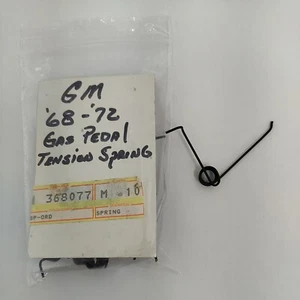 GM
'68-'72
GAS PEDAL
TENSION SPRING
368077 M 10
SP-ORD SPRING